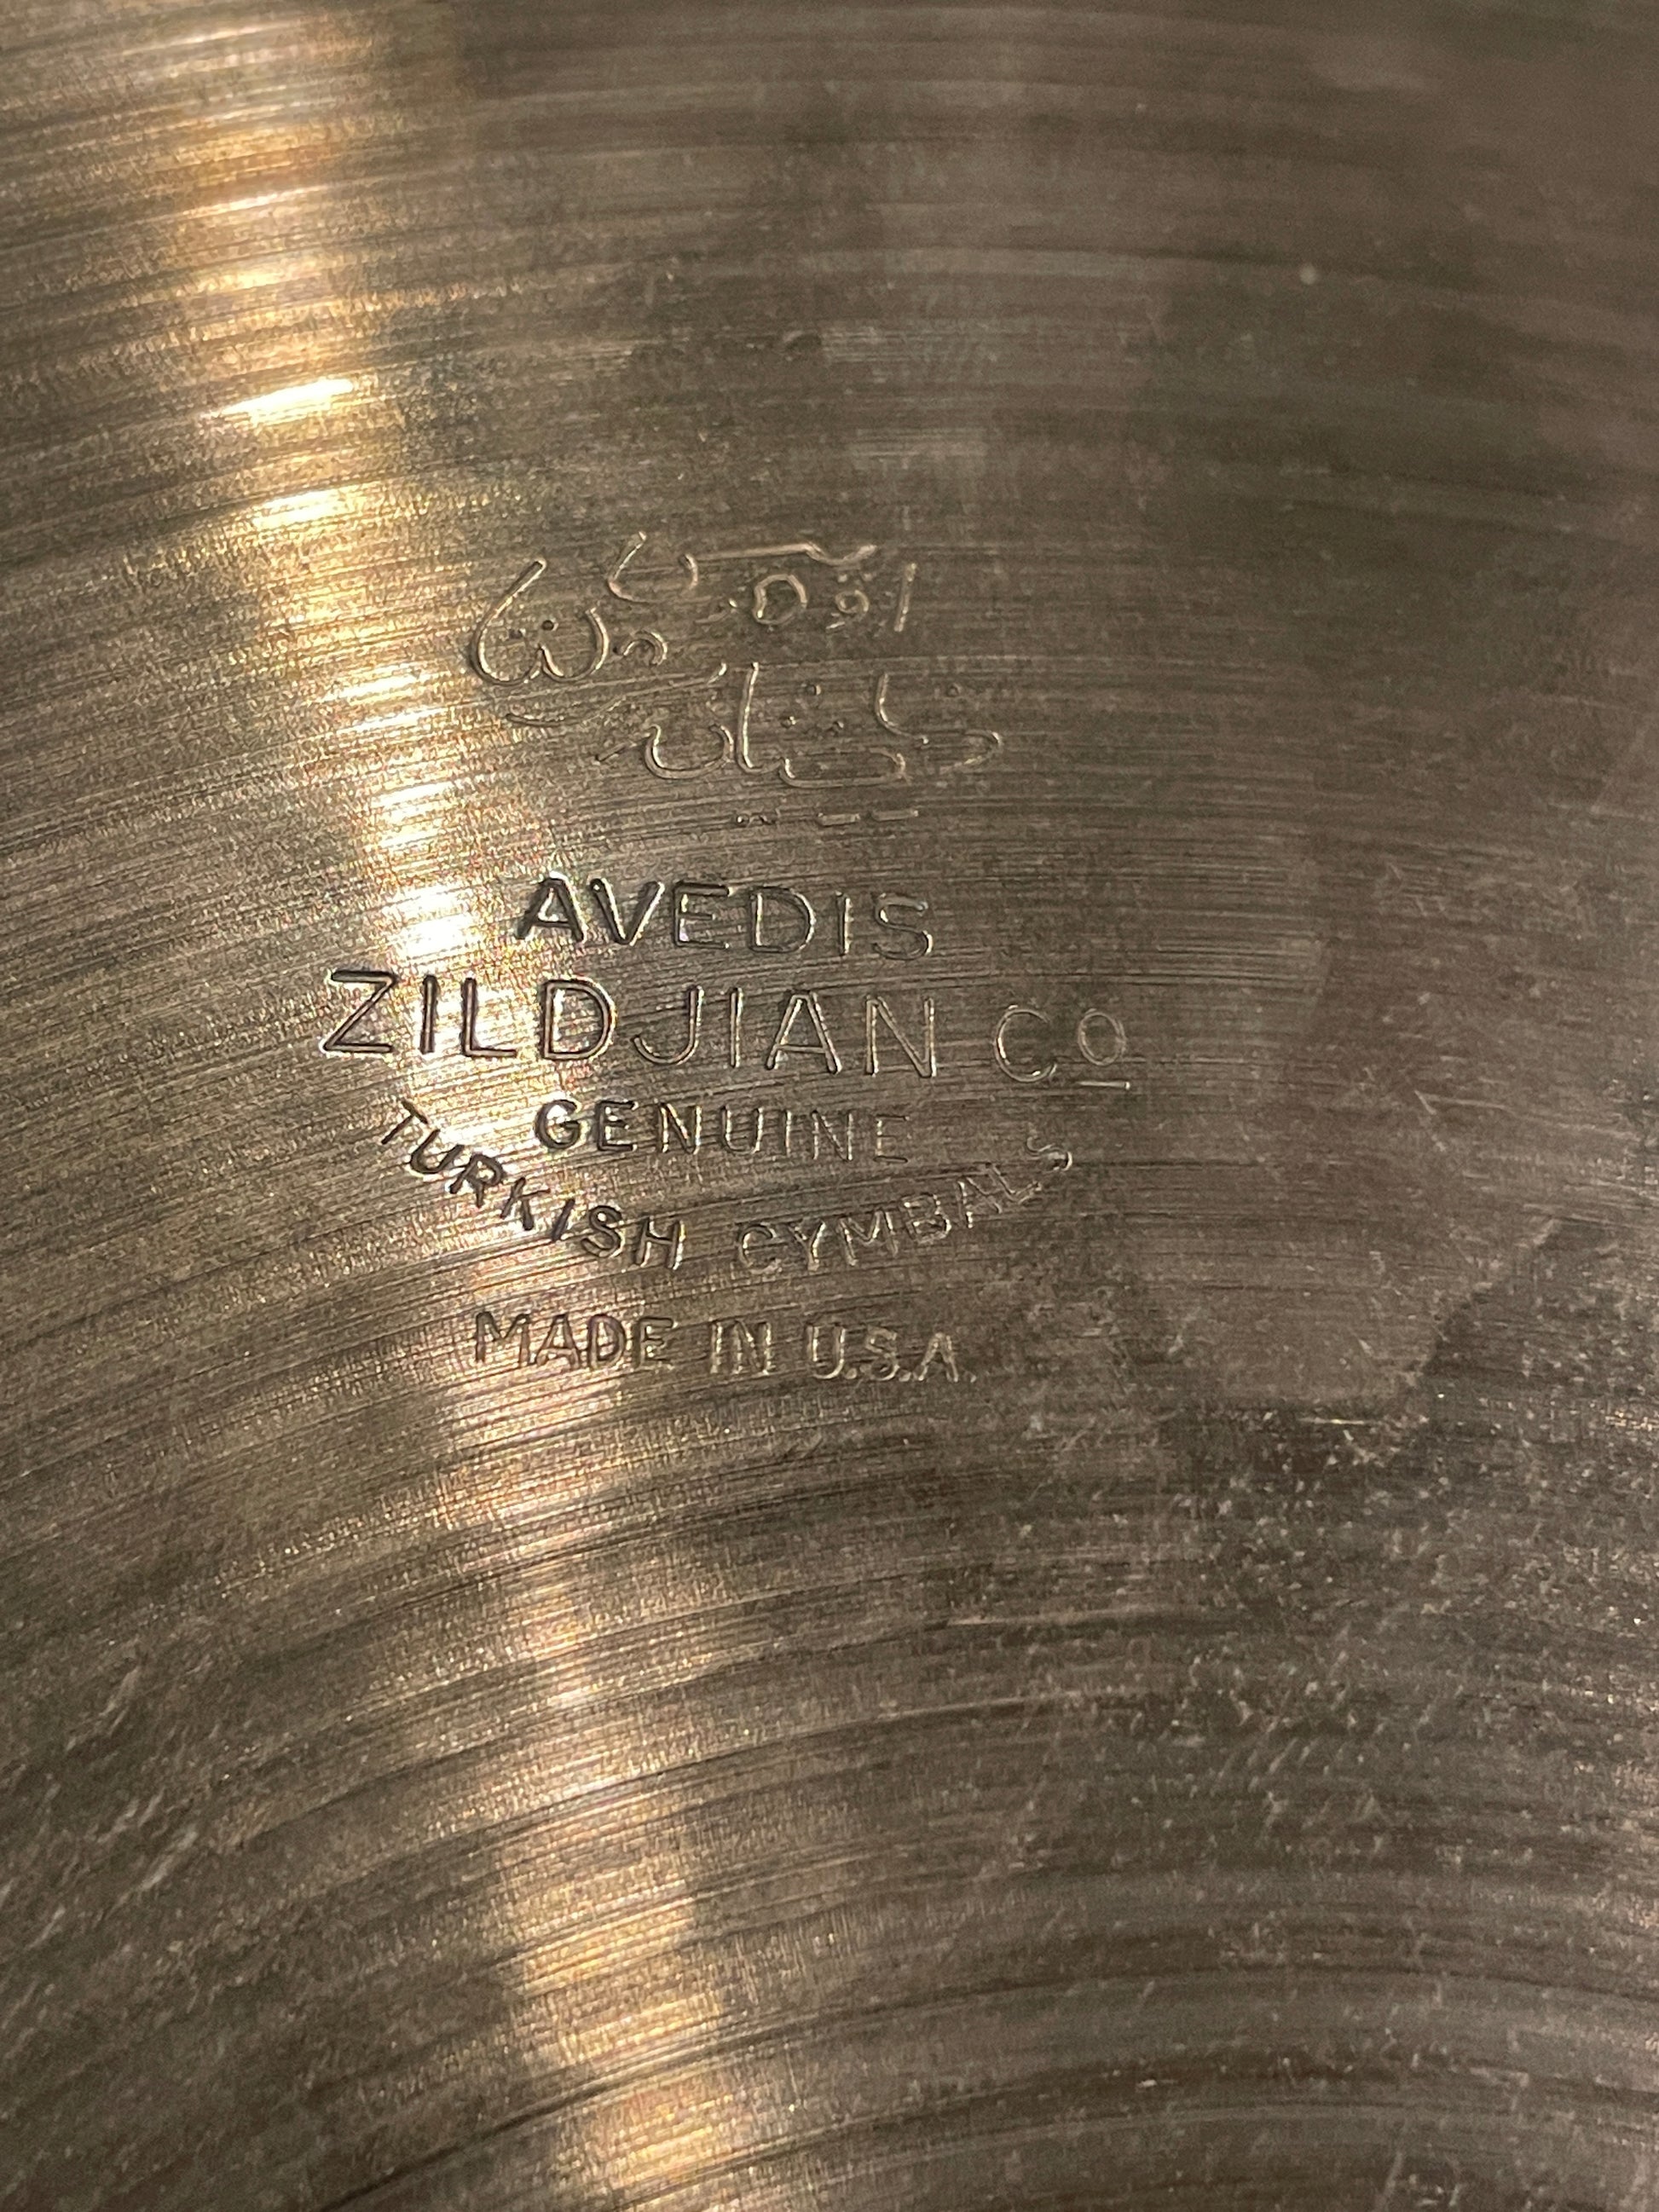 AVEDIS
ZILDJIAN Co
GENUINE
TURKISH CYMBALS
MADE IN U.S.A.